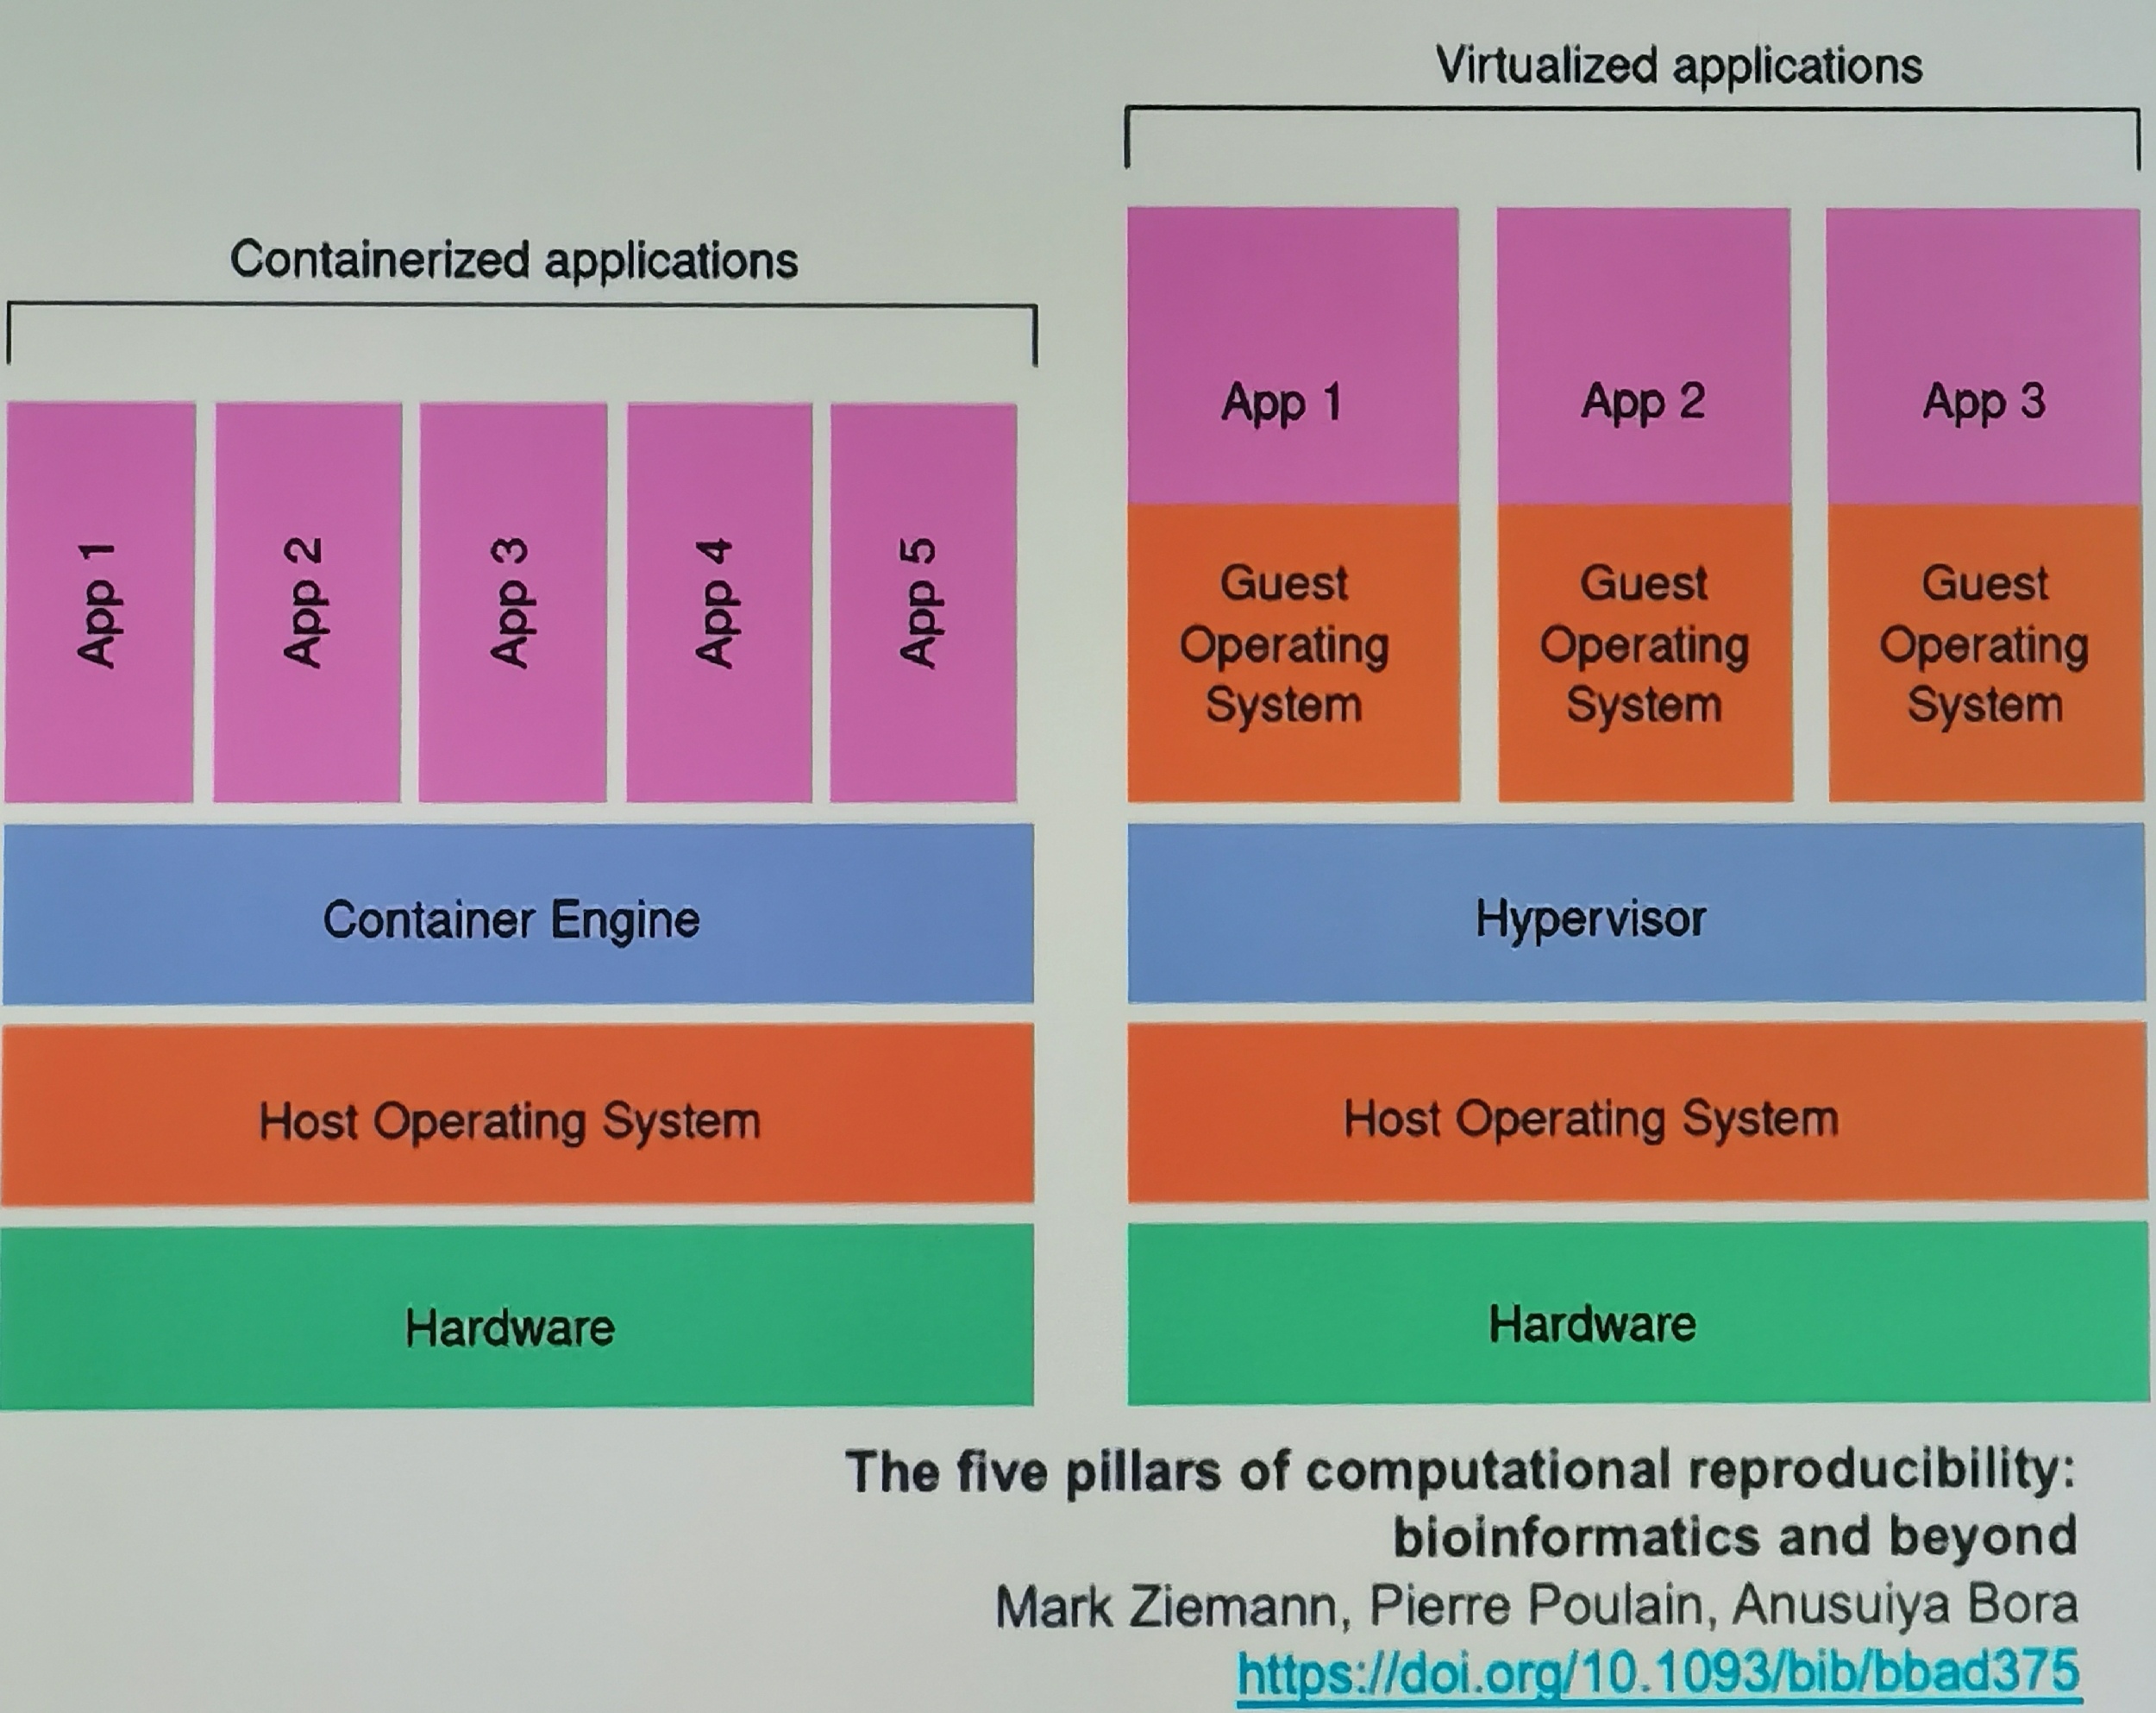 Containerized applications
App 1
App 2
App 3
App 4
App 5
Container Engine
Host Operating System
Hardware
Virtualized applications
App 1
App 2
App 3
Guest
Operating
System
Guest
Operating
System
Guest
Operating
System
Hypervisor
Host Operating System
Hardware
The five pillars of computational reproducibility:
bioinformatics and beyond
Mark Ziemann, Pierre Poulain, Anusuiya Bora
https://doi.org/10.1093/bib/bbad375